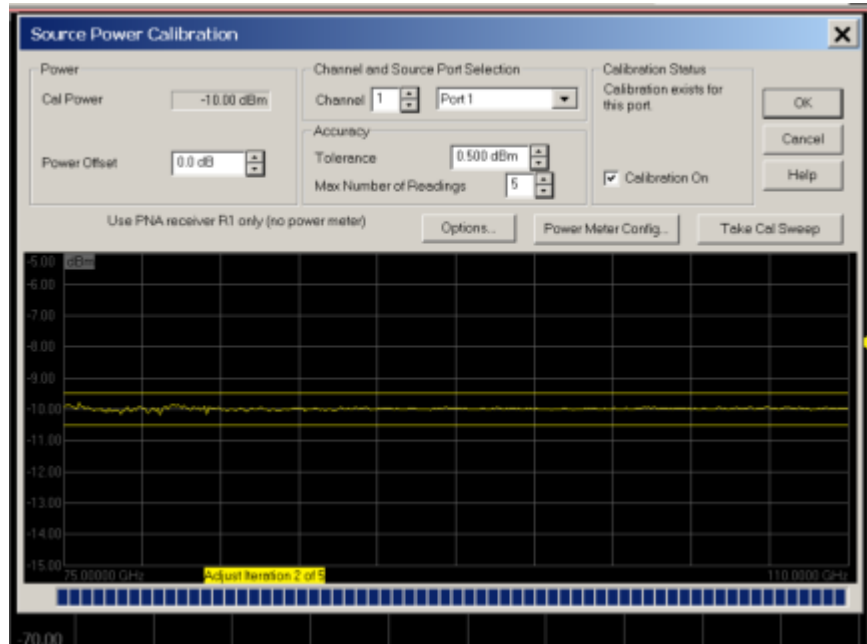 Source Power Calibration
Power
Cal Power
-10.00 dBm
Power Offset
0.0 dB
Channel and Source Port Selection
Channel
1
Port 1
Accuracy
Tolerance
0.500 dBm
Max Number of Readings
5
Calibration Status
Calibration exists for
this port.
Calibration On
OK
Cancel
Help
Use PNA receiver R1 only (no power meter)
Options...
Power Meter Config...
Take Cal Sweep
-5.00
dBm
-6.00
-7.00
-8.00
-9.00
-10.00
-11.00
-12.00
-13.00
-14.00
-15.00
75.00000 GHz
Adjust Iteration 2 of 5
110.0000 GHz
-70.00